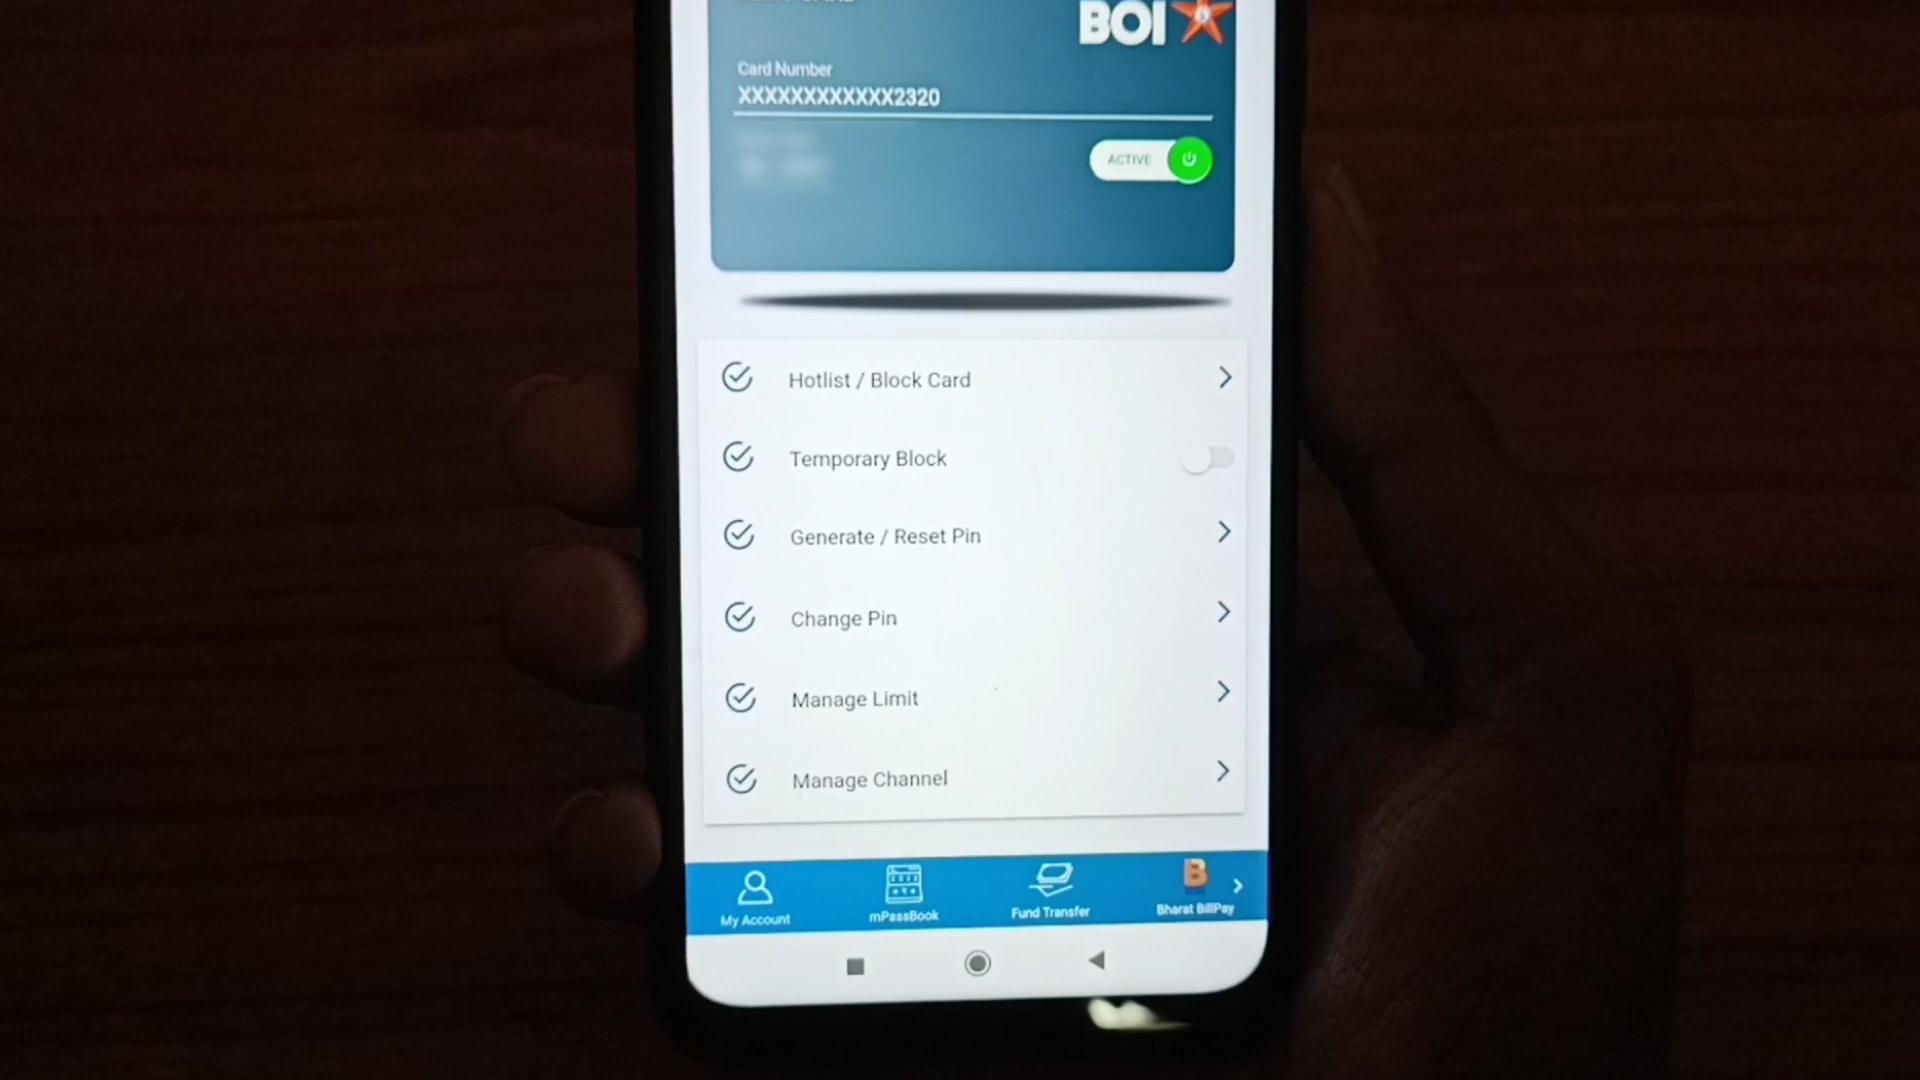 BOI
Card Number
XXXXXXXXXXXX2320
ACTIVE
Hotlist / Block Card
Temporary Block
Generate / Reset Pin
Change Pin
Manage Limit
Manage Channel
My Account
mPassBook
Fund Transfer
B
Bharat BillPay